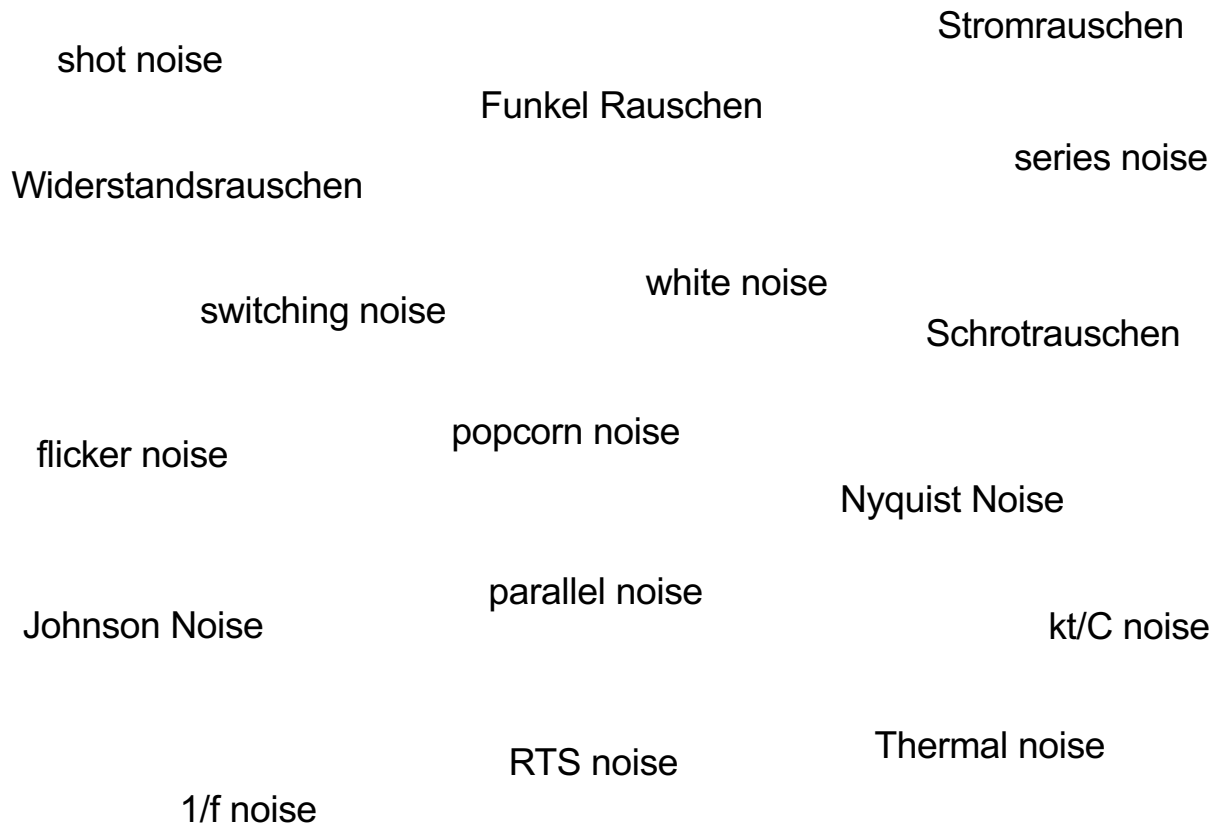 Stromrauschen
shot noise
Funkel Rauschen
series noise
Widerstandsrauschen
white noise
switching noise
Schrotrauschen
popcorn noise
flicker noise
Nyquist Noise
parallel noise
Johnson Noise
kt/C noise
Thermal noise
RTS noise
1/f noise